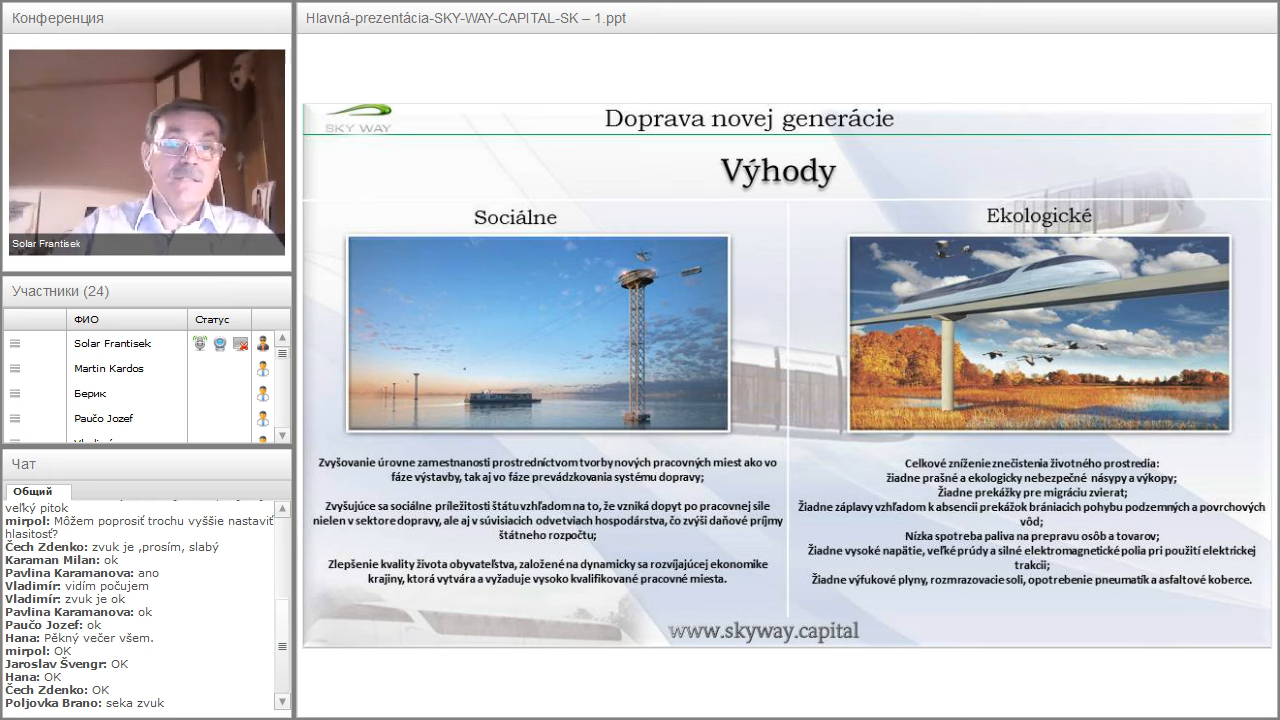 Конференция
Solar Frantisek
Участники (24)
ФИО Статус
Solar Frantisek
Martin Kardos
Берик
Paučo Jozef
Чат
Общий
veľký pitok
mirpol: Môžem poprosiť trochu vyššie nastaviť
hlasitosť?
Čech Zdenko: zvuk je ,prosím, slabý
Karaman Milan: ok
Pavlina Karamanova: ano
Vladimír: vidím počujem
Vladimír: zvuk je ok
Pavlina Karamanova: ok
Paučo Jozef: ok
Hana: Pěkný večer všem.
mirpol: OK
Jaroslav Švengr: OK
Hana: OK
Čech Zdenko: OK
Poljovka Brano: seka zvuk
Hlavná-prezentácia-SKY-WAY-CAPITAL-SK – 1.ppt
SKY WAY
Doprava novej generácie
Výhody
Sociálne
Zvyšovanie úrovne zamestnanosti prostredníctvom tvorby nových pracovných miest ako vo
fáze výstavby, tak aj vo fáze prevádzkovania systému dopravy;
Zvyšujúce sa sociálne príležitosti štátu vzhľadom na to, že vzniká dopyt po pracovnej sile
nielen v sektore dopravy, ale aj v súvisiacich odvetviach hospodárstva, čo zvýši daňové príjmy
štátneho rozpočtu;
Zlepšenie kvality života obyvateľstva, založené na dynamicky sa rozvíjajúcej ekonomike
krajiny, ktorá vytvára a vyžaduje vysoko kvalifikované pracovné miesta.
Ekologické
Celkové zníženie znečistenia životného prostredia:
žiadne prašné a ekologicky nebezpečné násypy a výkopy;
Žiadne prekážky pre migráciu zvierat;
Žiadne záplavy vzhľadom k absencii prekážok brániacich pohybu podzemných a povrchových
vôd;
Nízka spotreba paliva na prepravu osôb a tovarov;
Žiadne vysoké napätie, veľké prúdy a silné elektromagnetické polia pri použití elektrickej
trakcii;
Žiadne výfukové plyny, rozmrazovacie soli, opotrebenie pneumatík a asfaltové koberce.
www.skyway.capital